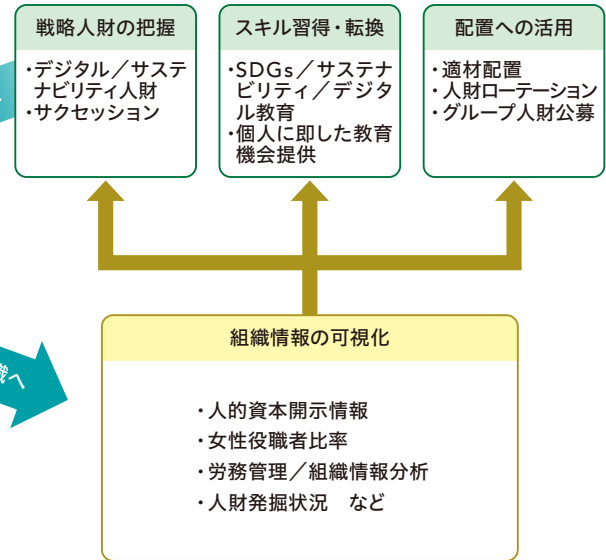 戦略人財の把握
・デジタル／サステ
ナビリティ人財
・サクセッション
スキル習得・転換
・SDGs／サステナ
ビリティ／デジタ
ル教育
・個人に即した教育
機会提供
配置への活用
・適材配置
・人財ローテーション
・グループ人財公募
組織情報の可視化
・人的資本開示情報
・女性役職者比率
・労務管理／組織情報分析
・人財発掘状況　など
へ